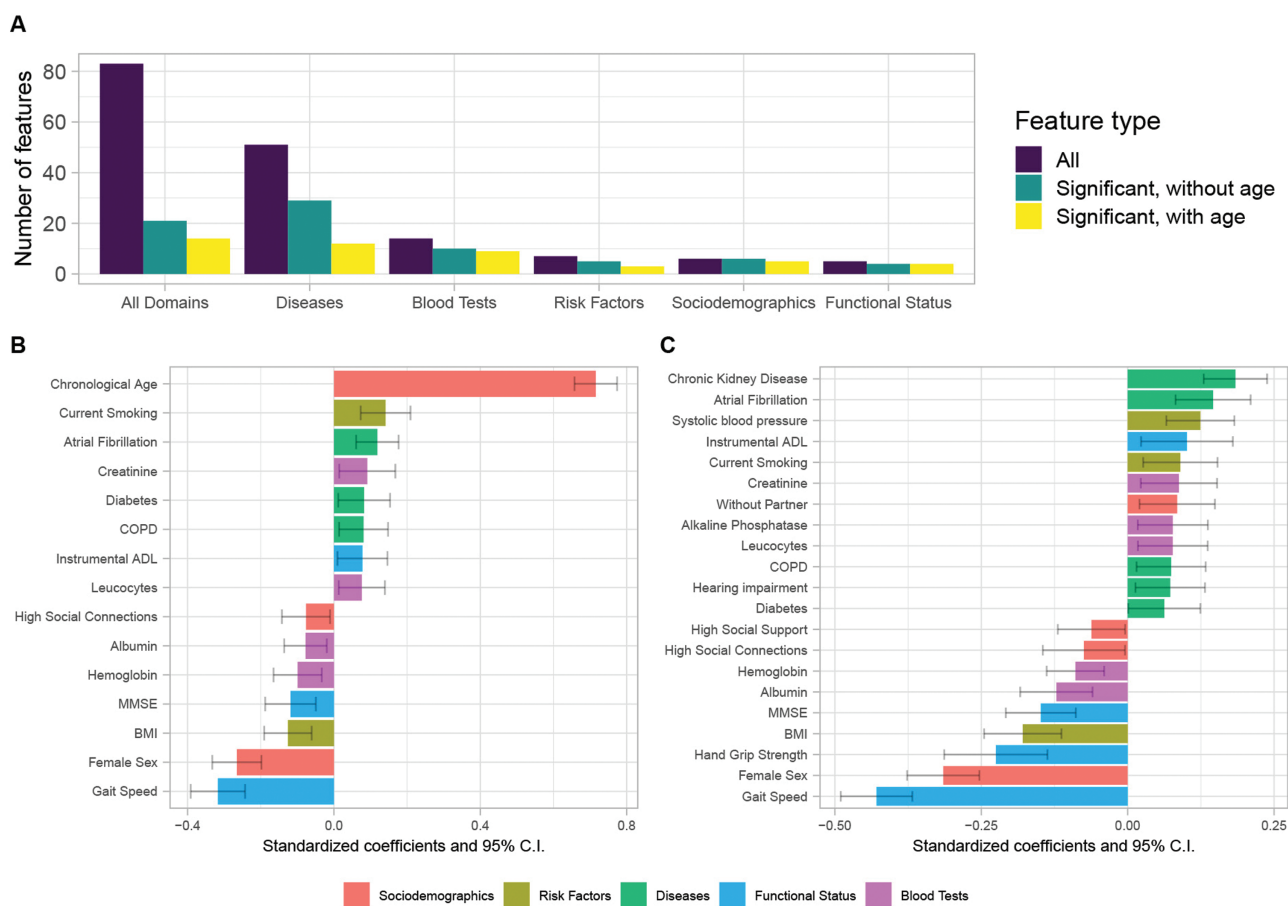 A
Number of features
80
60
40
20
0
All Domains
Diseases
Blood Tests
Risk Factors
Sociodemographics
Functional Status
Feature type
All
Significant, without age
Significant, with age
B
Chronological Age
Current Smoking
Atrial Fibrillation
Creatinine
Diabetes
COPD
Instrumental ADL
Leucocytes
High Social Connections
Albumin
Hemoglobin
MMSE
BMI
Female Sex
Gait Speed
−0.4
0.0
0.4
0.8
Standardized coefficients and 95% C.I.
C
Chronic Kidney Disease
Atrial Fibrillation
Systolic blood pressure
Instrumental ADL
Current Smoking
Creatinine
Without Partner
Alkaline Phosphatase
Leucocytes
COPD
Hearing impairment
Diabetes
High Social Support
High Social Connections
Hemoglobin
Albumin
MMSE
BMI
Hand Grip Strength
Female Sex
Gait Speed
−0.50
−0.25
0.00
0.25
Standardized coefficients and 95% C.I.
Sociodemographics
Risk Factors
Diseases
Functional Status
Blood Tests